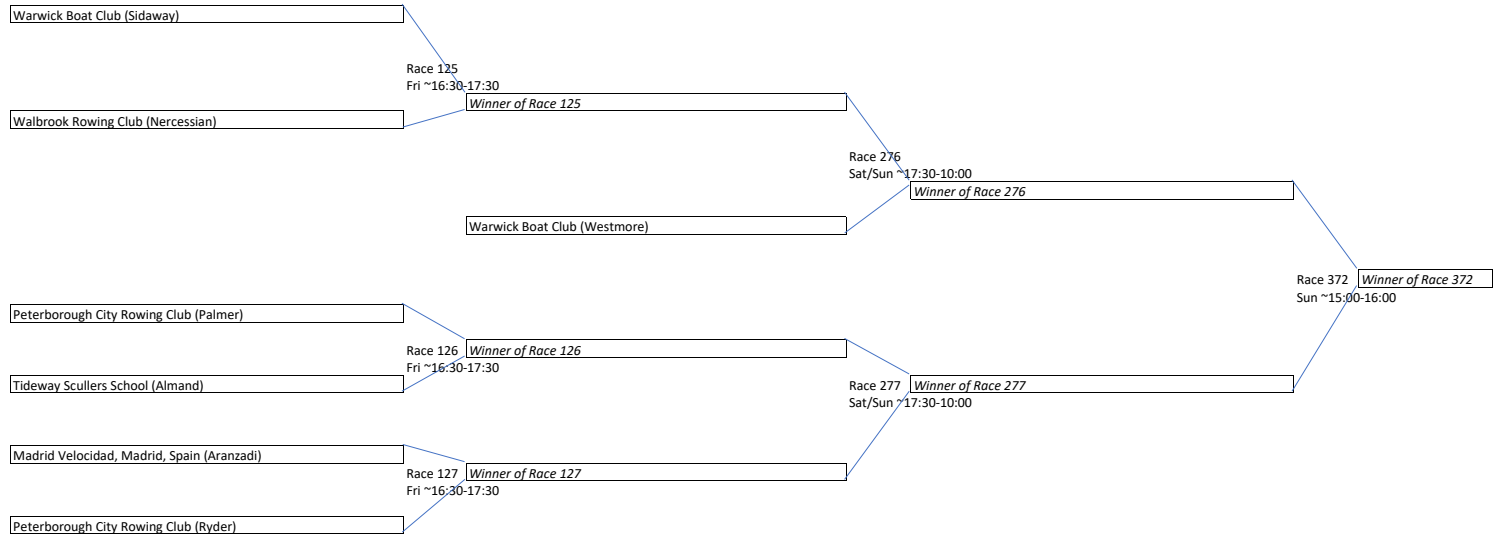 Warwick Boat Club (Sidaway)
Race 125
Fri ~16:30-17:30
Winner of Race 125
Walbrook Rowing Club (Nercessian)
Race 276
Sat/Sun ~17:30-10:00
Winner of Race 276
Warwick Boat Club (Westmore)
Race 372
Winner of Race 372
Sun ~15:00-16:00
Peterborough City Rowing Club (Palmer)
Race 126
Winner of Race 126
Fri ~16:30-17:30
Tideway Scullers School (Almand)
Race 277
Winner of Race 277
Sat/Sun ~17:30-10:00
Madrid Velocidad, Madrid, Spain (Aranzadi)
Race 127
Winner of Race 127
Fri ~16:30-17:30
Peterborough City Rowing Club (Ryder)